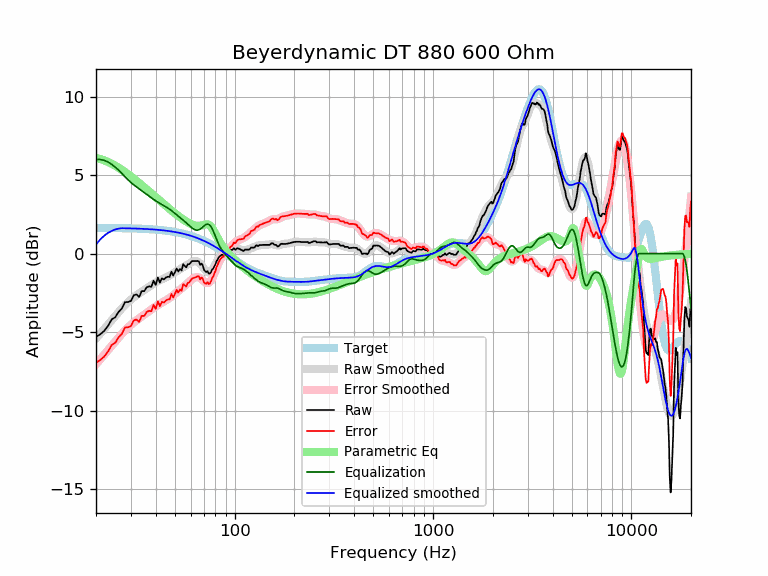 Beyerdynamic DT 880 600 Ohm
10
5
0
−5
−10
−15
Amplitude (dBr)
Target
Raw Smoothed
Error Smoothed
Raw
Error
Parametric Eq
Equalization
Equalized smoothed
100
1000
10000
Frequency (Hz)